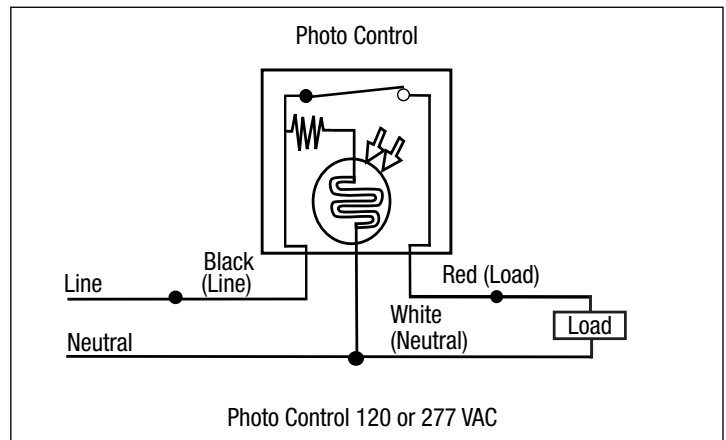 Photo Control
Black
(Line)
Line
Red (Load)
White
(Neutral)
Load
Neutral
Photo Control 120 or 277 VAC